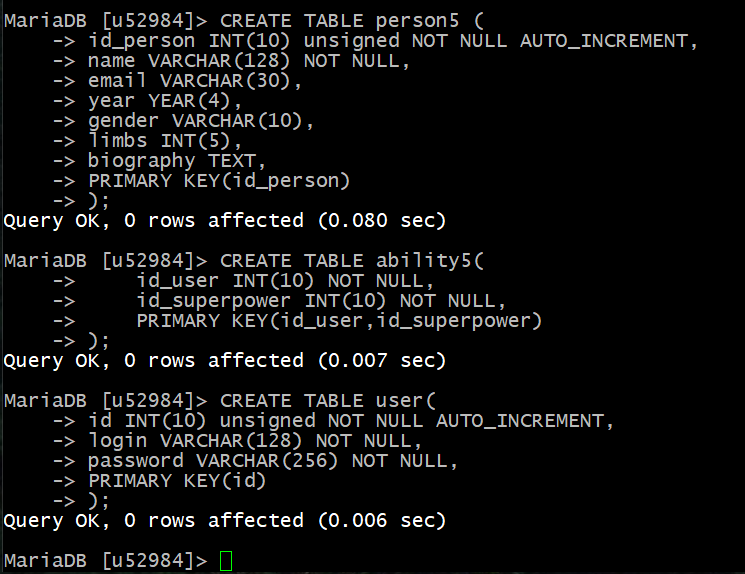 MariaDB [u52984]> CREATE TABLE person5 (
    -> id_person INT(10) unsigned NOT NULL AUTO_INCREMENT,
    -> name VARCHAR(128) NOT NULL,
    -> email VARCHAR(30),
    -> year YEAR(4),
    -> gender VARCHAR(10),
    -> limbs INT(5),
    -> biography TEXT,
    -> PRIMARY KEY(id_person)
    -> );
Query OK, 0 rows affected (0.080 sec)

MariaDB [u52984]> CREATE TABLE ability5(
    ->     id_user INT(10) NOT NULL,
    ->     id_superpower INT(10) NOT NULL,
    ->     PRIMARY KEY(id_user,id_superpower)
    -> );
Query OK, 0 rows affected (0.007 sec)

MariaDB [u52984]> CREATE TABLE user(
    -> id INT(10) unsigned NOT NULL AUTO_INCREMENT,
    -> login VARCHAR(128) NOT NULL,
    -> password VARCHAR(256) NOT NULL,
    -> PRIMARY KEY(id)
    -> );
Query OK, 0 rows affected (0.006 sec)

MariaDB [u52984]>